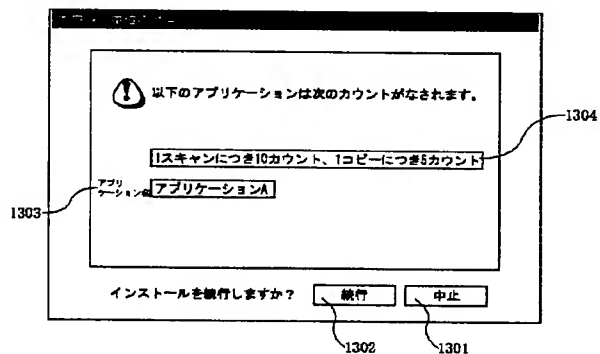 以下のアプリケーションは次のカウントがなされます。
1304
1スキャンにつき10カウント、1コピーにつき5カウント
アプリ
ケーション名
アプリケーションA
1303
インストールを続行しますか？
続行
中止
1302
1301